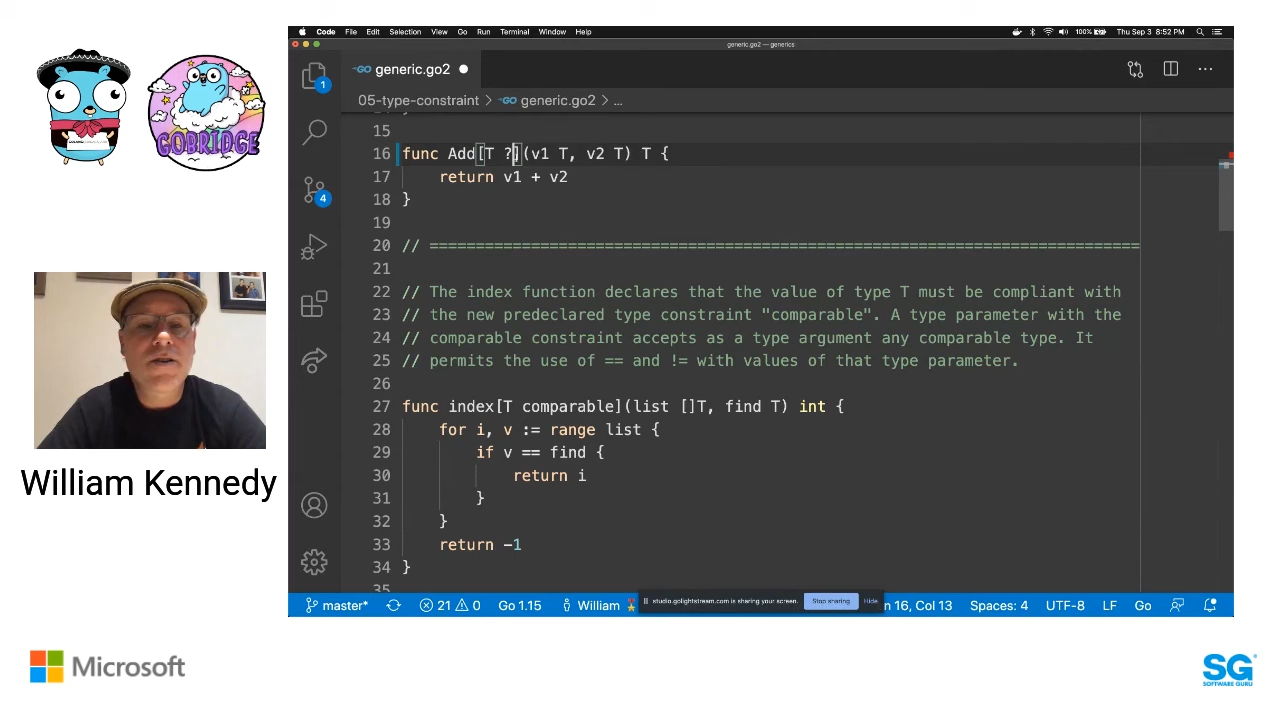 GOBRIDGE
William Kennedy
Microsoft
SG
SOFTWARE GURU
Code File Edit Selection View Go Run Terminal Window Help 100% Thu Sep 3 8:52 PM
generic.go2 — generics
GO generic.go2
05-type-constraint > GO generic.go2 > ...
1
4
15
16 func Add[T ?](v1 T, v2 T) T {
17 return v1 + v2
18 }
19
20 // =============================================================================
21
22 // The index function declares that the value of type T must be compliant with
23 // the new predeclared type constraint "comparable". A type parameter with the
24 // comparable constraint accepts as a type argument any comparable type. It
25 // permits the use of == and != with values of that type parameter.
26
27 func index[T comparable](list []T, find T) int {
28 for i, v := range list {
29 if v == find {
30 return i
31 }
32 }
33 return -1
34 }
35
master* 21 0 Go 1.15 William n 16, Col 13 Spaces: 4 UTF-8 LF Go
studio.golightstream.com is sharing your screen. Stop sharing Hide